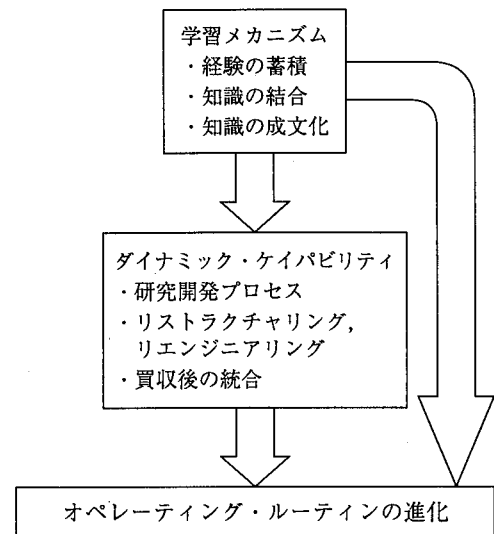 学習メカニズム
・経験の蓄積
・知識の結合
・知識の成文化
ダイナミック・ケイパビリティ
・研究開発プロセス
・リストラクチャリング,
リエンジニアリング
・買収後の統合
オペレーティング・ルーティンの進化